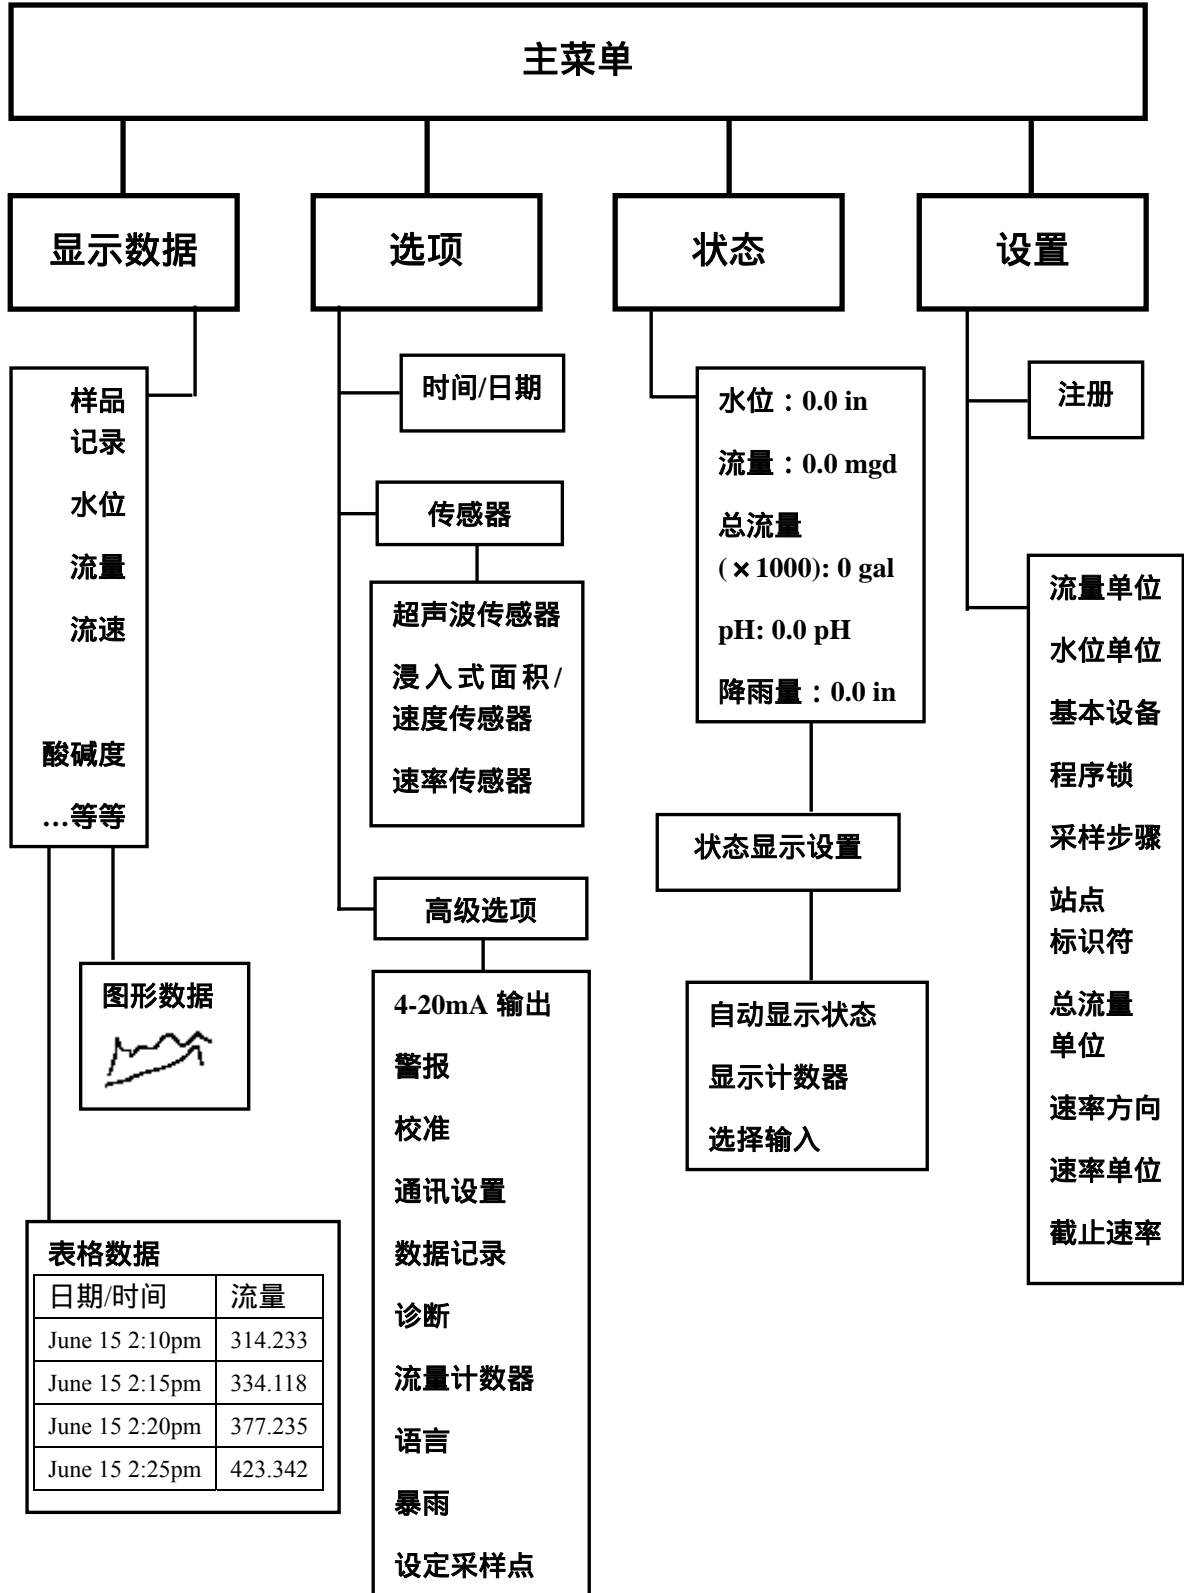 主菜单
显示数据
选项
状态
设置
样品
记录
水位
流量
流速
酸碱度
…等等
图形数据
表格数据
日期/时间 流量
June 15 2:10pm 314.233
June 15 2:15pm 334.118
June 15 2:20pm 377.235
June 15 2:25pm 423.342
时间/日期
传感器
超声波传感器
浸入式面积/
速度传感器
速率传感器
高级选项
4-20mA 输出
警报
校准
通讯设置
数据记录
诊断
流量计数器
语言
暴雨
设定采样点
水位：0.0 in
流量：0.0 mgd
总流量
(×1000): 0 gal
pH: 0.0 pH
降雨量：0.0 in
状态显示设置
自动显示状态
显示计数器
选择输入
注册
流量单位
水位单位
基本设备
程序锁
采样步骤
站点
标识符
总流量
单位
速率方向
速率单位
截止速率